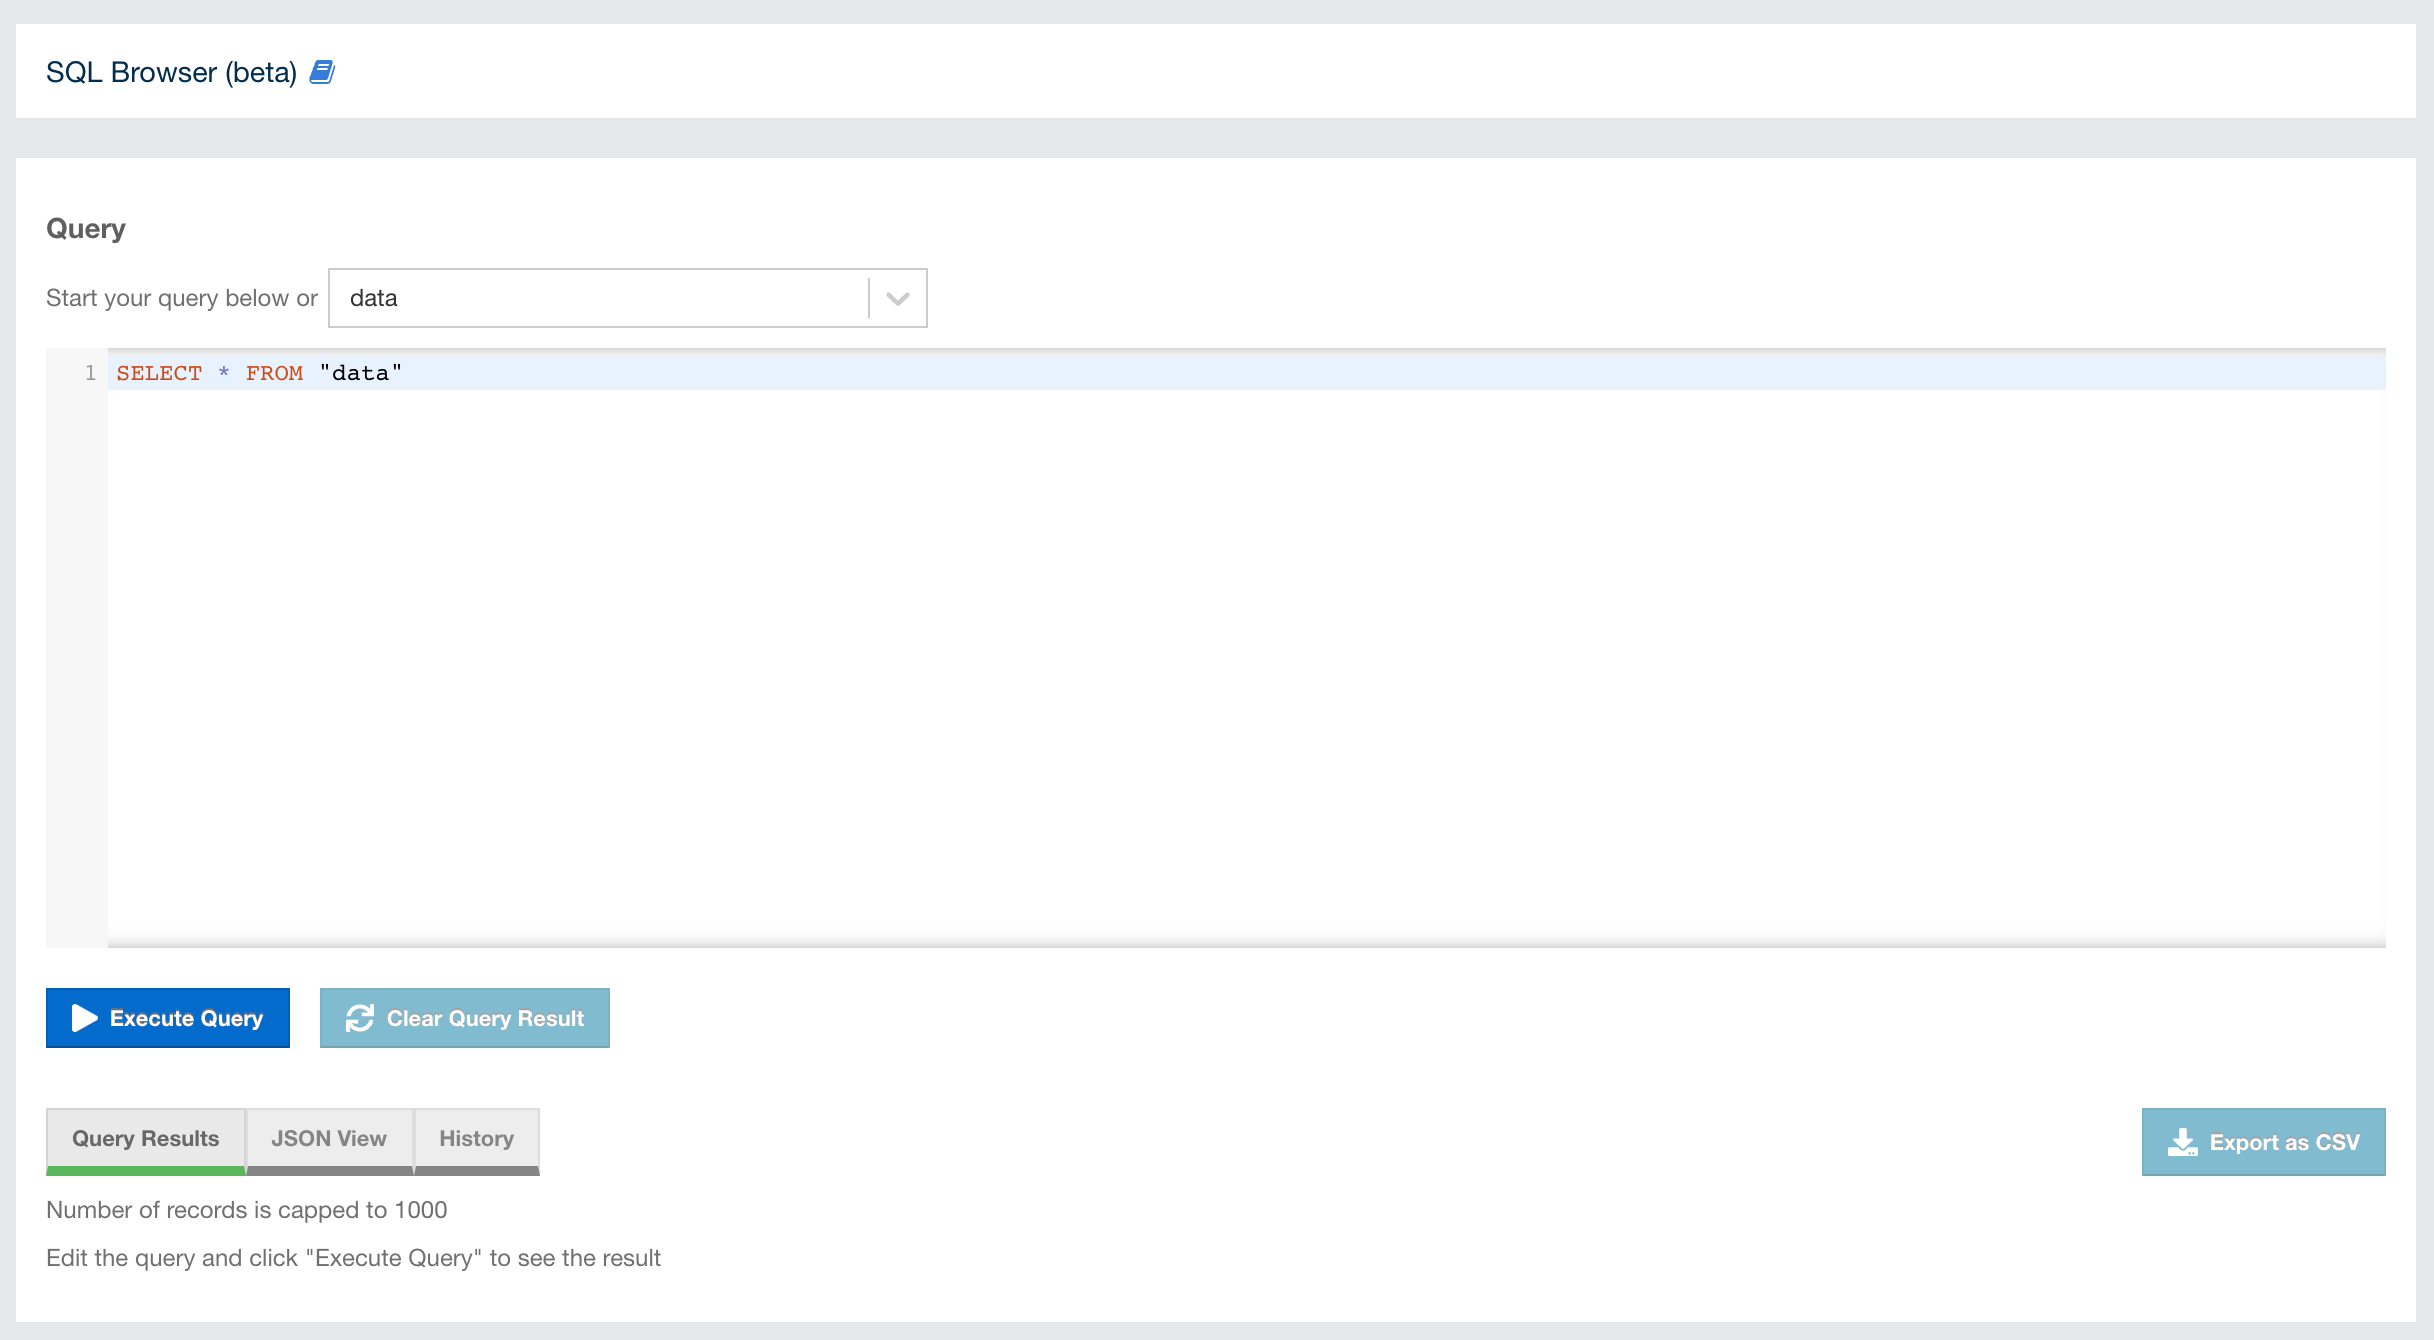 SQL Browser (beta)
Query
Start your query below or data
1 SELECT * FROM "data"
Execute Query Clear Query Result
Query Results JSON View History Export as CSV
Number of records is capped to 1000
Edit the query and click "Execute Query" to see the result